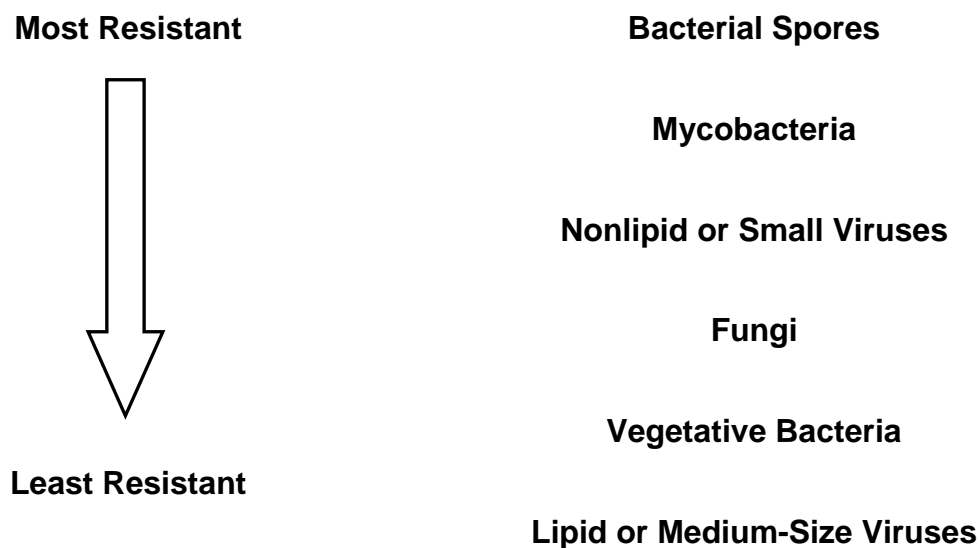 Most Resistant
Bacterial Spores
Mycobacteria
Nonlipid or Small Viruses
Fungi
Vegetative Bacteria
Least Resistant
Lipid or Medium-Size Viruses